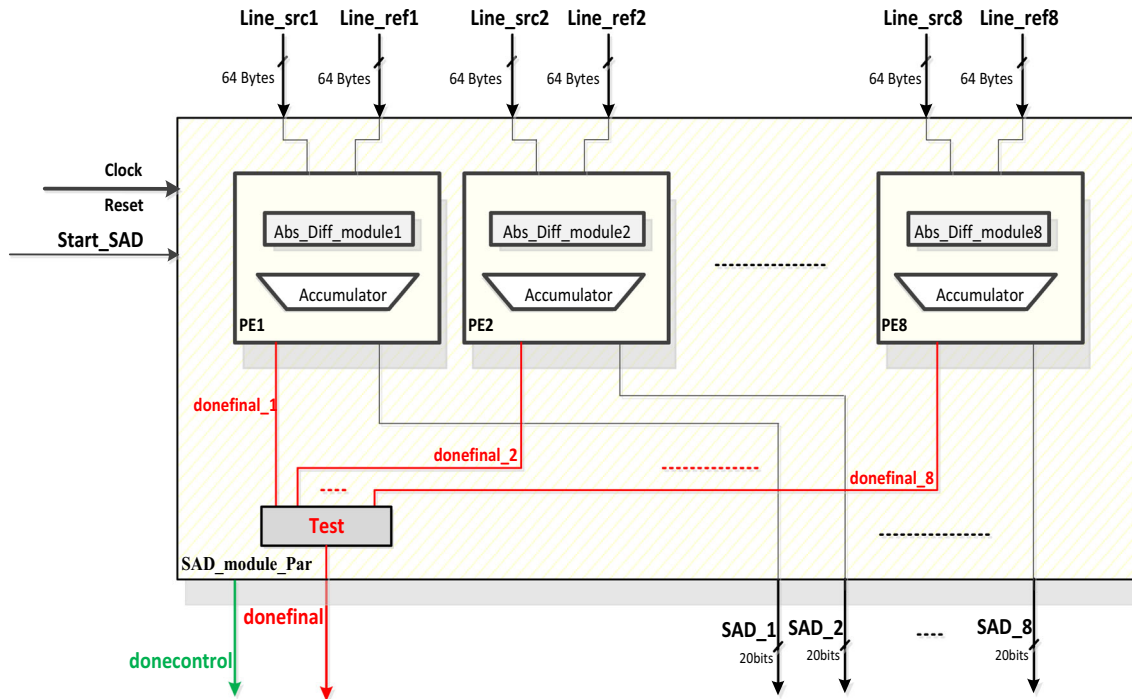 Line_src1 Line_ref1 Line_src2 Line_ref2 Line_src8 Line_ref8
64 Bytes 64 Bytes 64 Bytes 64 Bytes 64 Bytes 64 Bytes
Clock
Reset
Start_SAD
Abs_Diff_module1 Abs_Diff_module2 Abs_Diff_module8
Accumulator Accumulator Accumulator
PE1 PE2 PE8
donefinal_1
donefinal_2
donefinal_8
Test
SAD_module_Par
donefinal
donecontrol
SAD_1 SAD_2 SAD_8
20bits 20bits 20bits